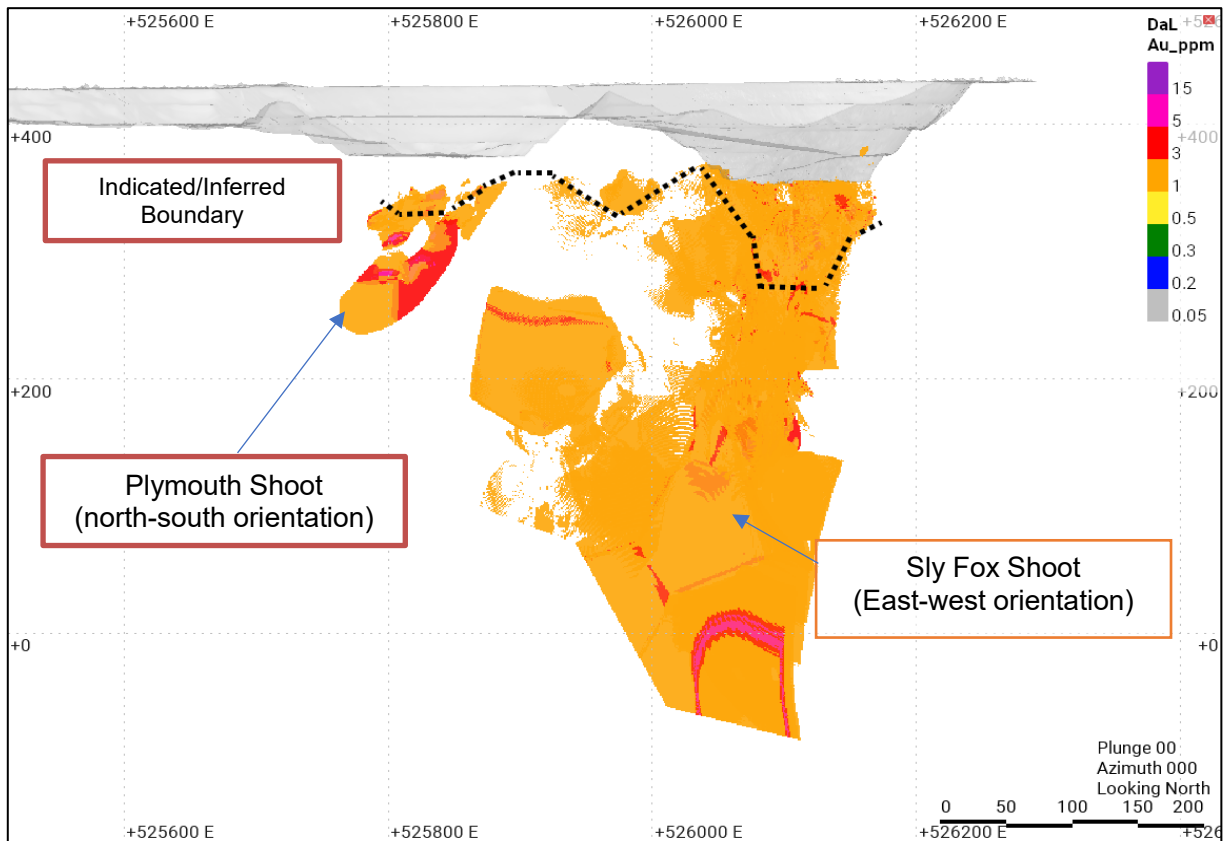 +525600 E
+525800 E
+526000 E
+526200 E
+526
DaL
Au_ppm
15
5
3
1
0.5
0.3
0.2
0.05
+400
+400
Indicated/Inferred
Boundary
+200
+200
Plymouth Shoot
(north-south orientation)
Sly Fox Shoot
(East-west orientation)
+0
+0
Plunge 00
Azimuth 000
Looking North
0 50 100 150 200
+525600 E
+525800 E
+526000 E
+526200 E
+526